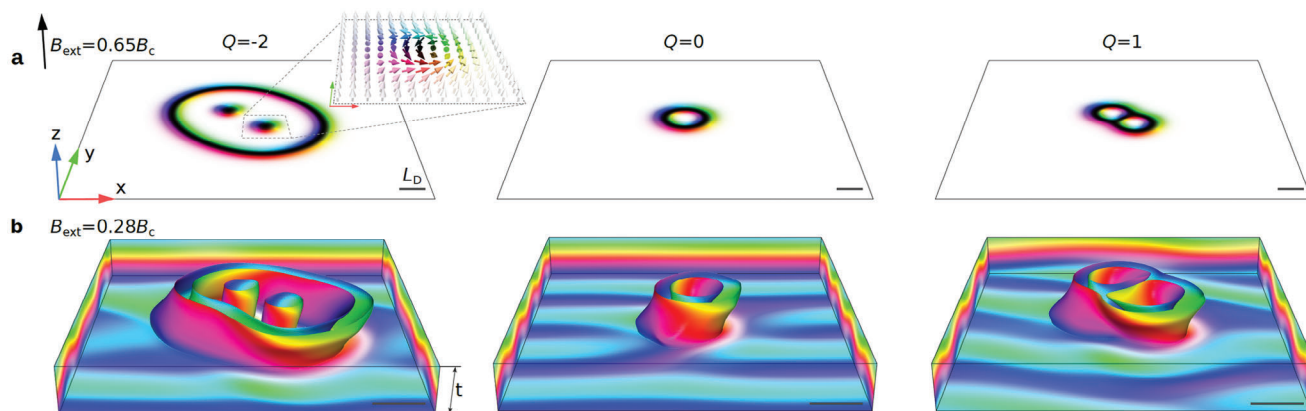 a
B_ext=0.65B_c
Q=-2
Q=0
Q=1
z
y
x
L_D
b
B_ext=0.28B_c
t